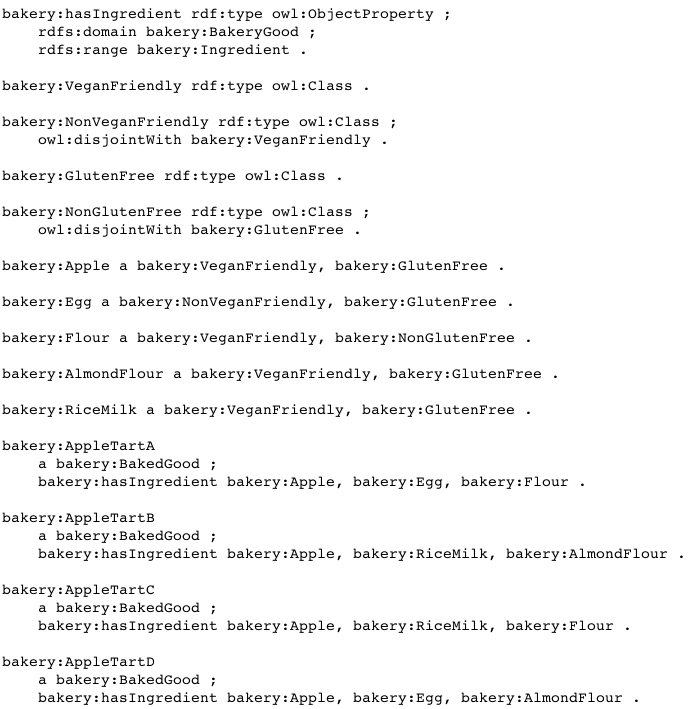 bakery:hasIngredient rdf:type owl:ObjectProperty ;
    rdfs:domain bakery:BakeryGood ;
    rdfs:range bakery:Ingredient .

bakery:VeganFriendly rdf:type owl:Class .

bakery:NonVeganFriendly rdf:type owl:Class ;
    owl:disjointWith bakery:VeganFriendly .

bakery:GlutenFree rdf:type owl:Class .

bakery:NonGlutenFree rdf:type owl:Class ;
    owl:disjointWith bakery:GlutenFree .

bakery:Apple a bakery:VeganFriendly, bakery:GlutenFree .

bakery:Egg a bakery:NonVeganFriendly, bakery:GlutenFree .

bakery:Flour a bakery:VeganFriendly, bakery:NonGlutenFree .

bakery:AlmondFlour a bakery:VeganFriendly, bakery:GlutenFree .

bakery:RiceMilk a bakery:VeganFriendly, bakery:GlutenFree .

bakery:AppleTartA
    a bakery:BakedGood ;
    bakery:hasIngredient bakery:Apple, bakery:Egg, bakery:Flour .

bakery:AppleTartB
    a bakery:BakedGood ;
    bakery:hasIngredient bakery:Apple, bakery:RiceMilk, bakery:AlmondFlour .

bakery:AppleTartC
    a bakery:BakedGood ;
    bakery:hasIngredient bakery:Apple, bakery:RiceMilk, bakery:Flour .

bakery:AppleTartD
    a bakery:BakedGood ;
    bakery:hasIngredient bakery:Apple, bakery:Egg, bakery:AlmondFlour .